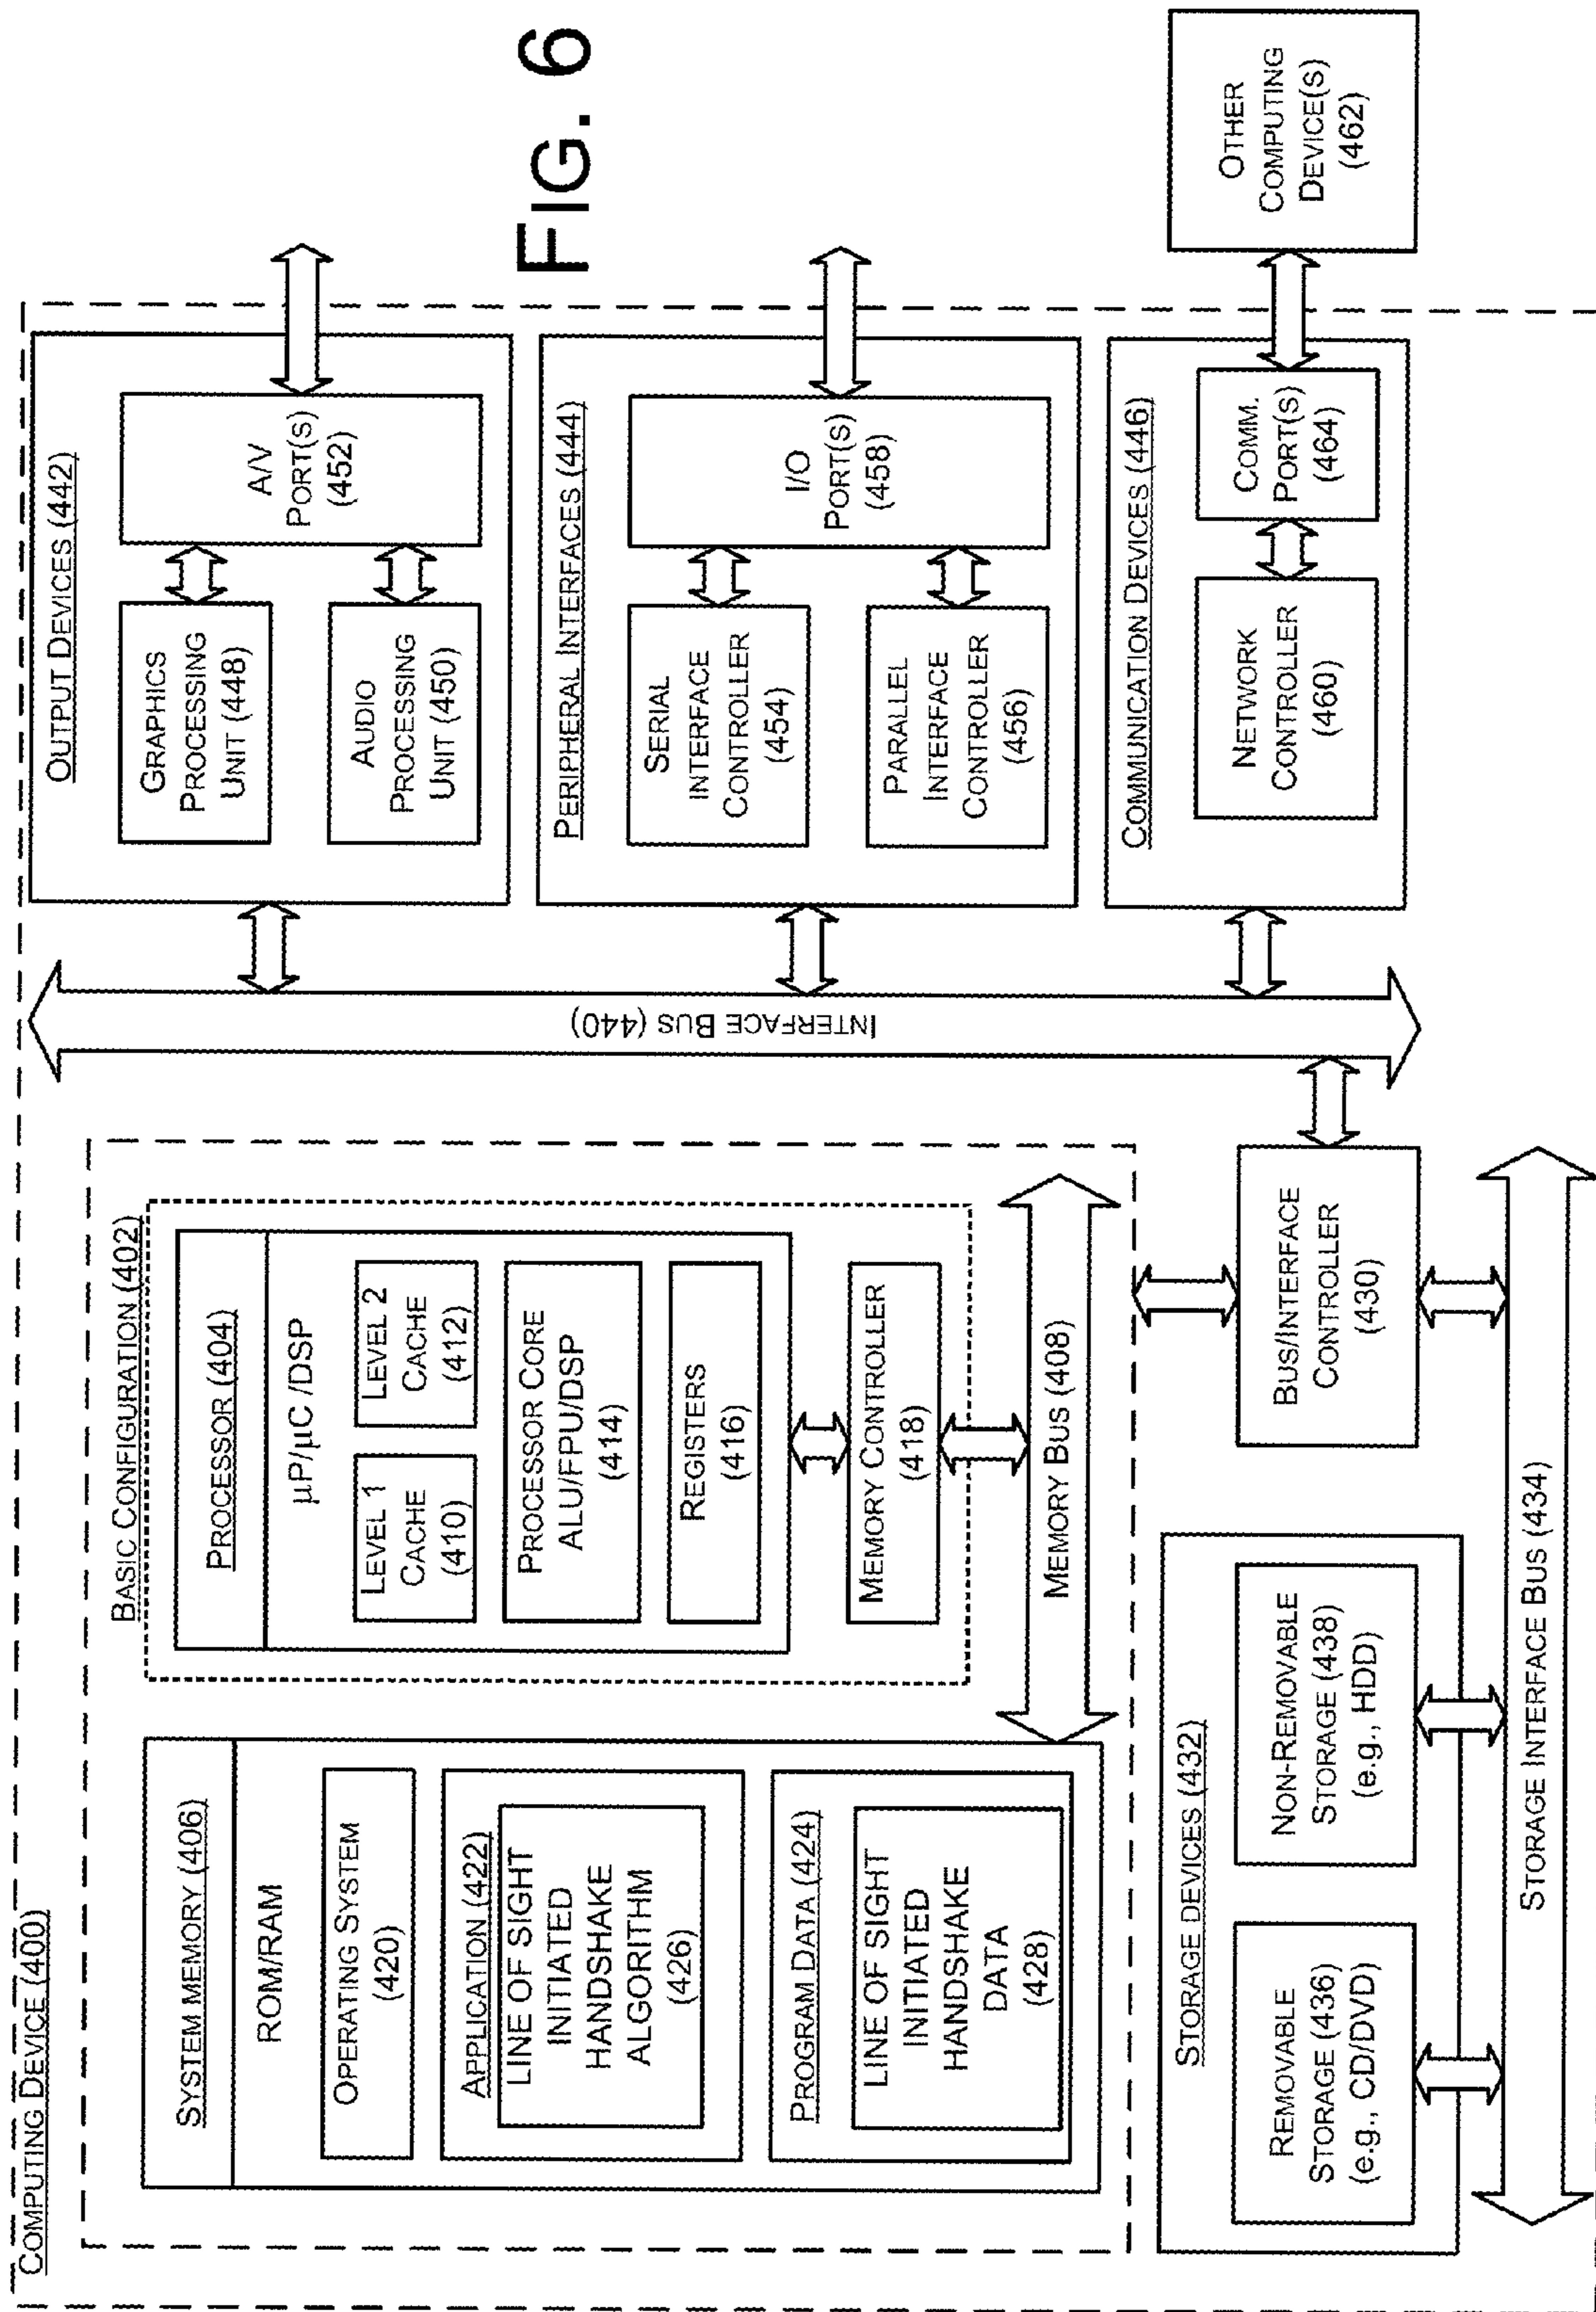 COMPUTING DEVICE (400)
BASIC CONFIGURATION (402)
SYSTEM MEMORY (406)
ROM/RAM
OPERATING SYSTEM
(420)
APPLICATION (422)
LINE OF SIGHT
INITIATED
HANDSHAKE
ALGORITHM
(426)
PROGRAM DATA (424)
LINE OF SIGHT
INITIATED
HANDSHAKE
DATA
(428)
PROCESSOR (404)
µP/µC /DSP
LEVEL 1
CACHE
(410)
LEVEL 2
CACHE
(412)
PROCESSOR CORE
ALU/FPU/DSP
(414)
REGISTERS
(416)
MEMORY CONTROLLER
(418)
MEMORY BUS (408)
STORAGE DEVICES (432)
REMOVABLE
STORAGE (436)
(e.g., CD/DVD)
NON-REMOVABLE
STORAGE (438)
(e.g., HDD)
BUS/INTERFACE
CONTROLLER
(430)
STORAGE INTERFACE BUS (434)
INTERFACE BUS (440)
OUTPUT DEVICES (442)
GRAPHICS
PROCESSING
UNIT (448)
AUDIO
PROCESSING
UNIT (450)
A/V
PORT(S)
(452)
PERIPHERAL INTERFACES (444)
SERIAL
INTERFACE
CONTROLLER
(454)
PARALLEL
INTERFACE
CONTROLLER
(456)
I/O
PORT(S)
(458)
COMMUNICATION DEVICES (446)
NETWORK
CONTROLLER
(460)
COMM.
PORT(S)
(464)
OTHER
COMPUTING
DEVICE(S)
(462)
FIG. 6